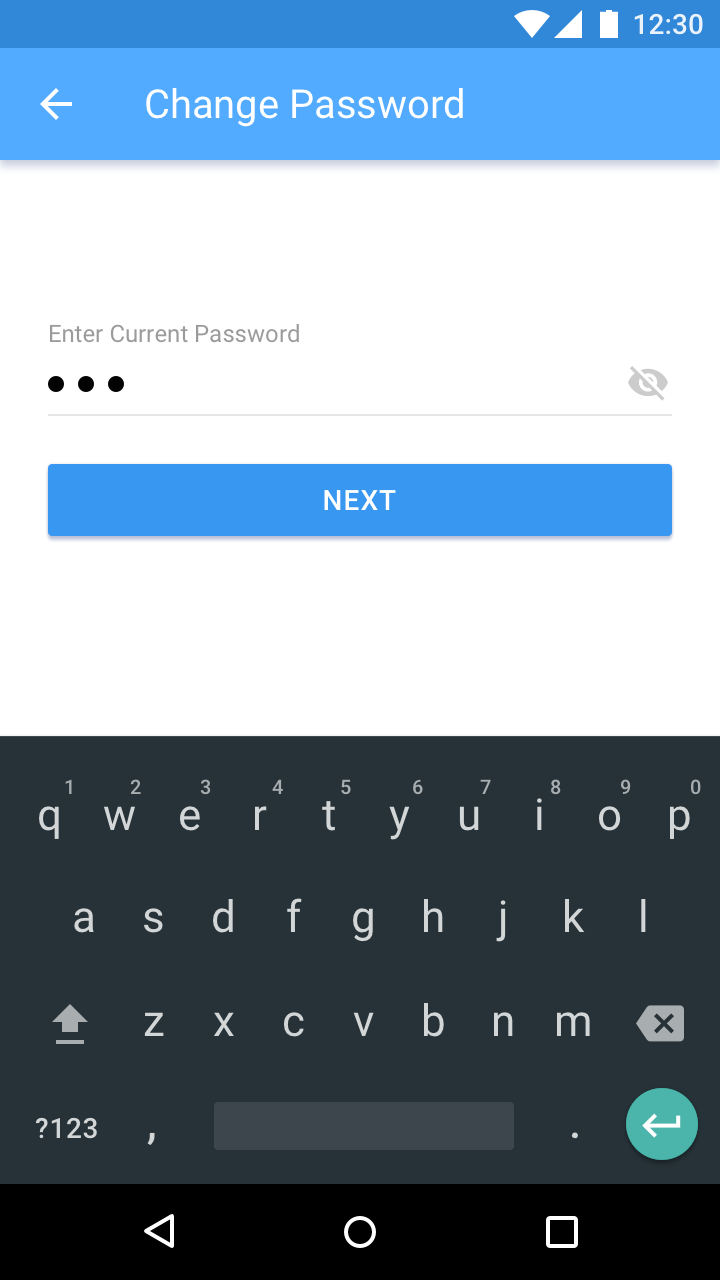 12:30
Change Password
Enter Current Password
NEXT
1 2 3 4 5 6 7 8 9 0
q w e r t y u i o p
a s d f g h j k l
z x c v b n m
?123 , .